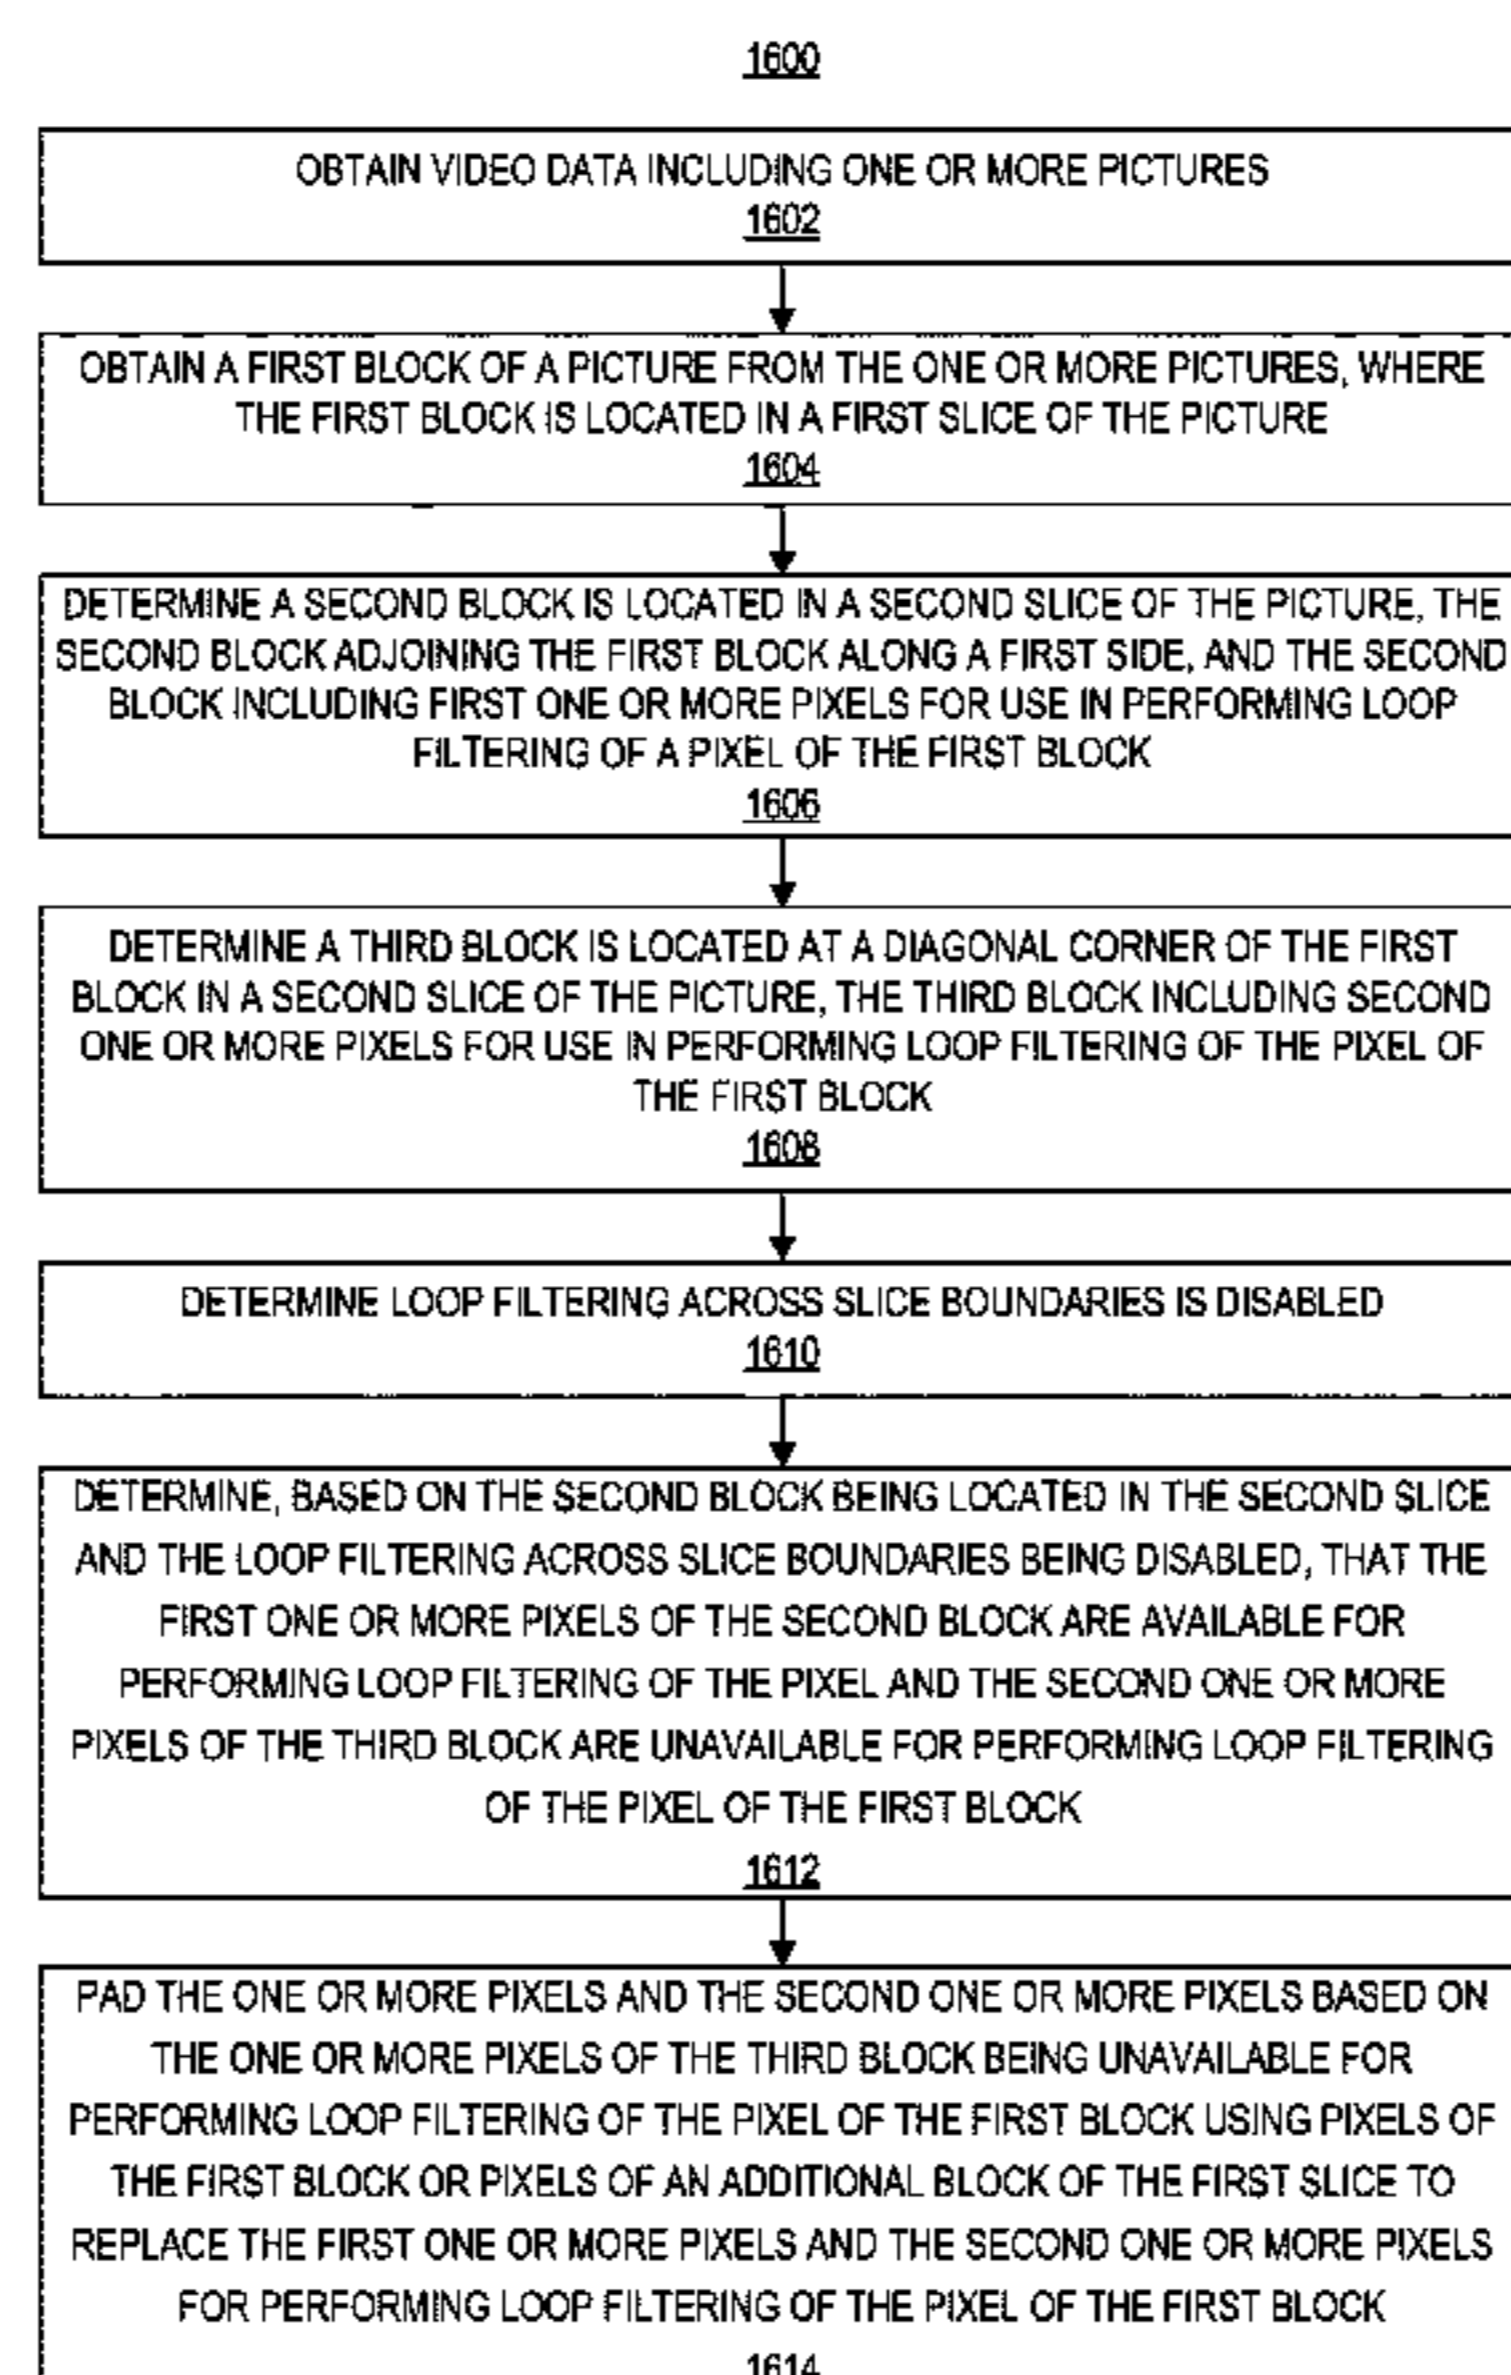 1600
OBTAIN VIDEO DATA INCLUDING ONE OR MORE PICTURES
1602
OBTAIN A FIRST BLOCK OF A PICTURE FROM THE ONE OR MORE PICTURES, WHERE
THE FIRST BLOCK IS LOCATED IN A FIRST SLICE OF THE PICTURE
1604
DETERMINE A SECOND BLOCK IS LOCATED IN A SECOND SLICE OF THE PICTURE, THE
SECOND BLOCK ADJOINING THE FIRST BLOCK ALONG A FIRST SIDE, AND THE SECOND
BLOCK INCLUDING FIRST ONE OR MORE PIXELS FOR USE IN PERFORMING LOOP
FILTERING OF A PIXEL OF THE FIRST BLOCK
1606
DETERMINE A THIRD BLOCK IS LOCATED AT A DIAGONAL CORNER OF THE FIRST
BLOCK IN A SECOND SLICE OF THE PICTURE, THE THIRD BLOCK INCLUDING SECOND
ONE OR MORE PIXELS FOR USE IN PERFORMING LOOP FILTERING OF THE PIXEL OF
THE FIRST BLOCK
1608
DETERMINE LOOP FILTERING ACROSS SLICE BOUNDARIES IS DISABLED
1610
DETERMINE, BASED ON THE SECOND BLOCK BEING LOCATED IN THE SECOND SLICE
AND THE LOOP FILTERING ACROSS SLICE BOUNDARIES BEING DISABLED, THAT THE
FIRST ONE OR MORE PIXELS OF THE SECOND BLOCK ARE AVAILABLE FOR
PERFORMING LOOP FILTERING OF THE PIXEL AND THE SECOND ONE OR MORE
PIXELS OF THE THIRD BLOCK ARE UNAVAILABLE FOR PERFORMING LOOP FILTERING
OF THE PIXEL OF THE FIRST BLOCK
1612
PAD THE ONE OR MORE PIXELS AND THE SECOND ONE OR MORE PIXELS BASED ON
THE ONE OR MORE PIXELS OF THE THIRD BLOCK BEING UNAVAILABLE FOR
PERFORMING LOOP FILTERING OF THE PIXEL OF THE FIRST BLOCK USING PIXELS OF
THE FIRST BLOCK OR PIXELS OF AN ADDITIONAL BLOCK OF THE FIRST SLICE TO
REPLACE THE FIRST ONE OR MORE PIXELS AND THE SECOND ONE OR MORE PIXELS
FOR PERFORMING LOOP FILTERING OF THE PIXEL OF THE FIRST BLOCK
1614